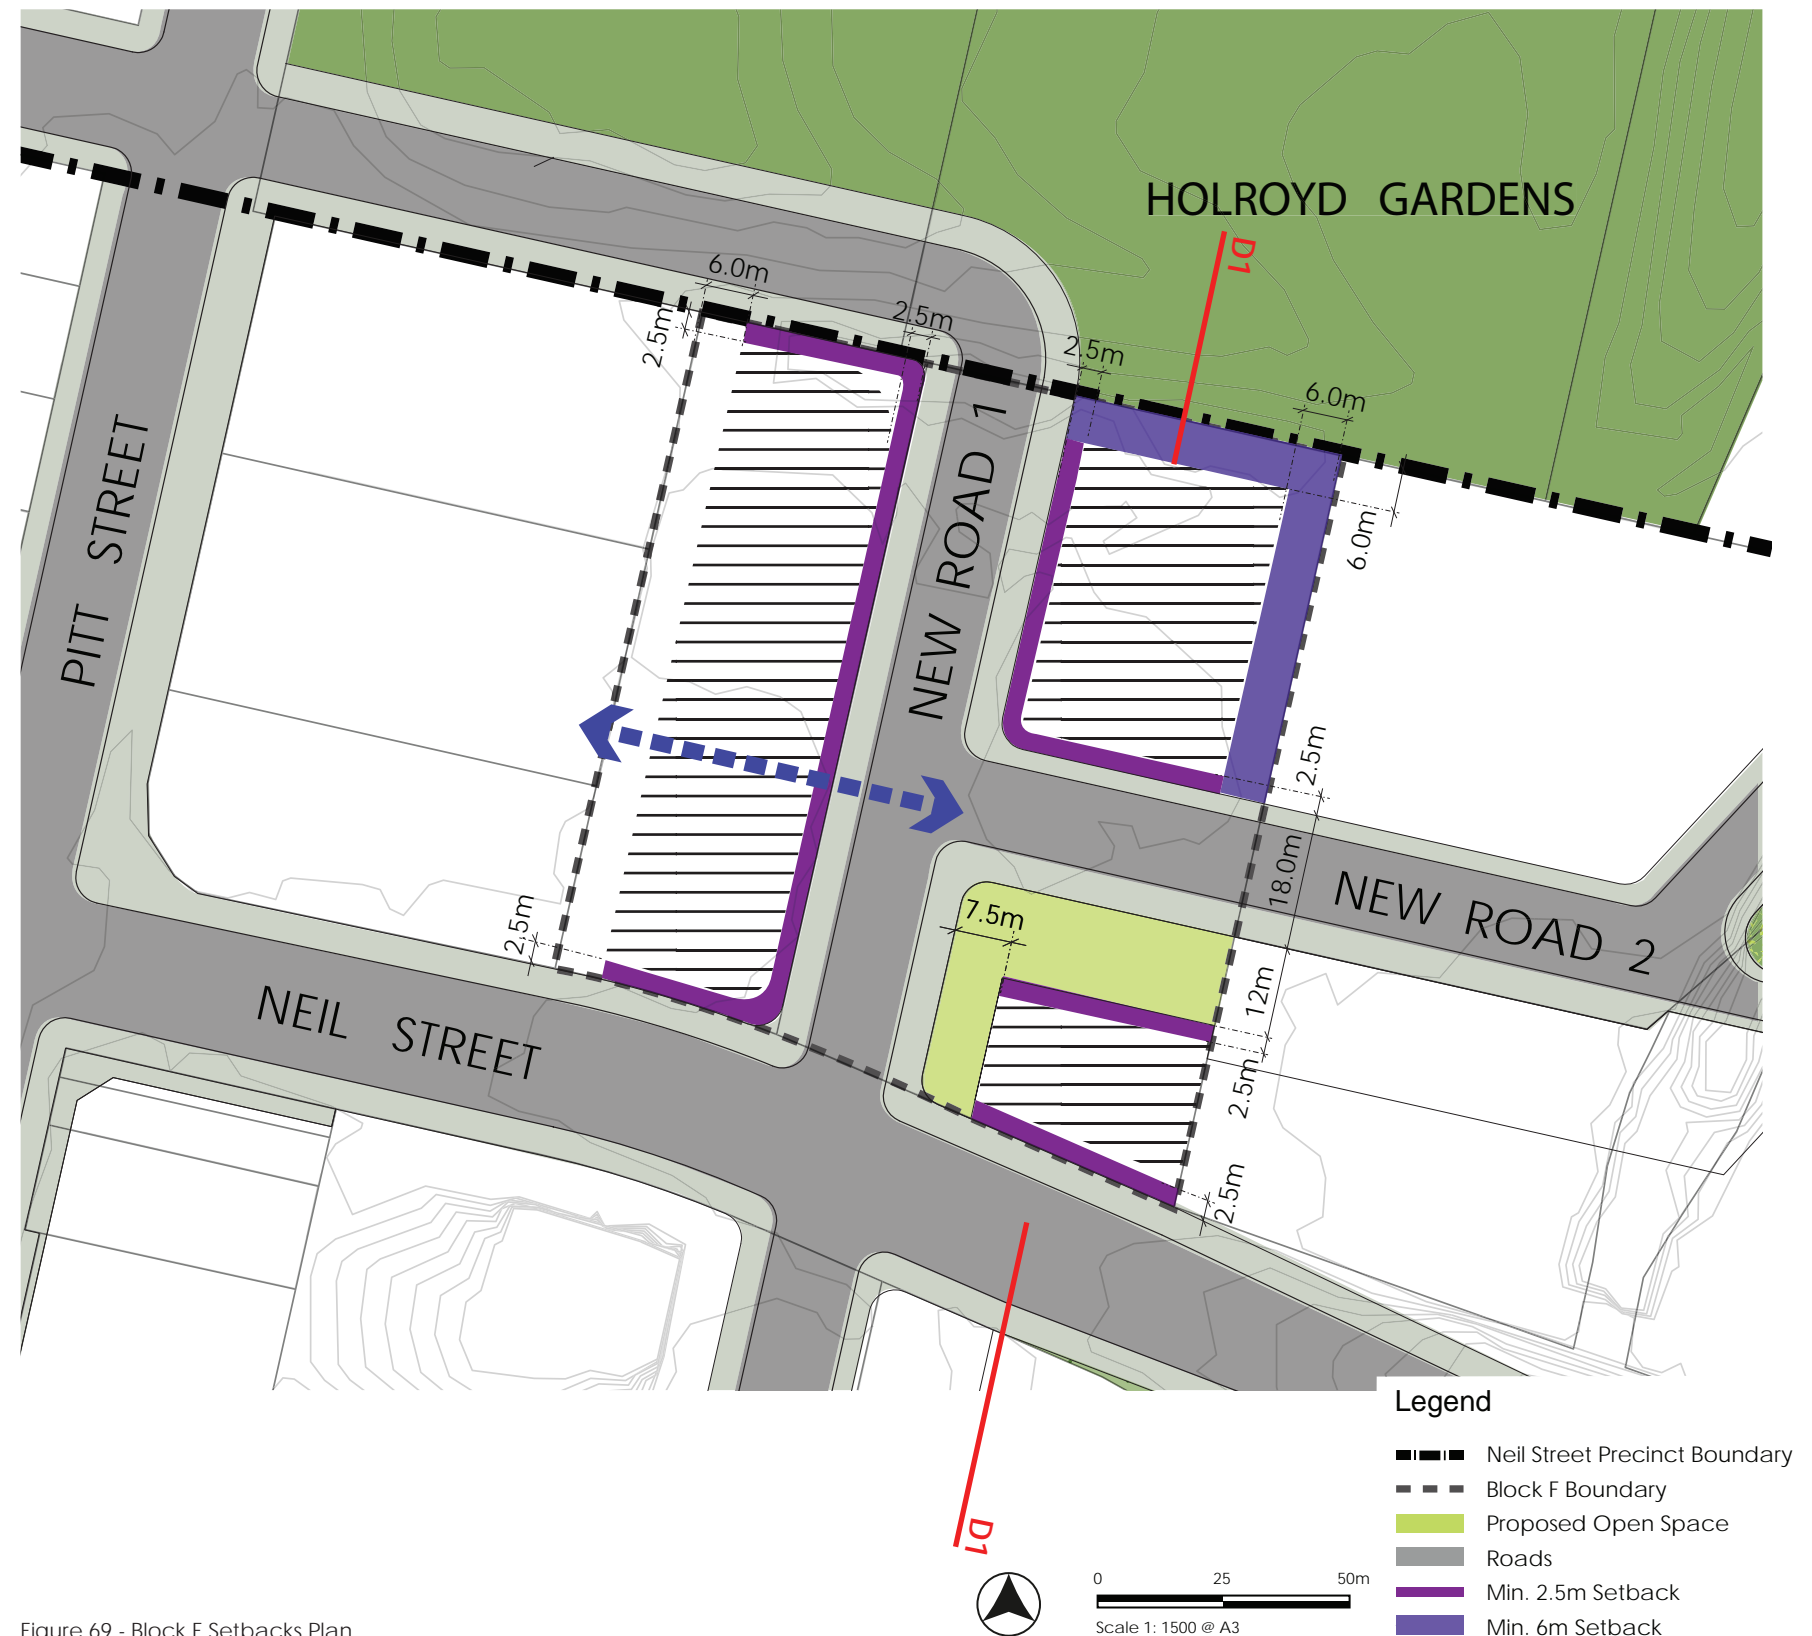 HOLROYD GARDENS
D1
6.0m
2.5m
2.5m
2.5m
6.0m
6.0m
PITT STREET
NEW ROAD 1
2.5m
18.0m
NEW ROAD 2
7.5m
2.5m
12m
NEIL STREET
2.5m
2.5m
D1
Legend
Neil Street Precinct Boundary
Block F Boundary
Proposed Open Space
Roads
Min. 2.5m Setback
Min. 6m Setback
0 25 50m
Scale 1: 1500 @ A3
Figure 69 - Block F Setbacks Plan